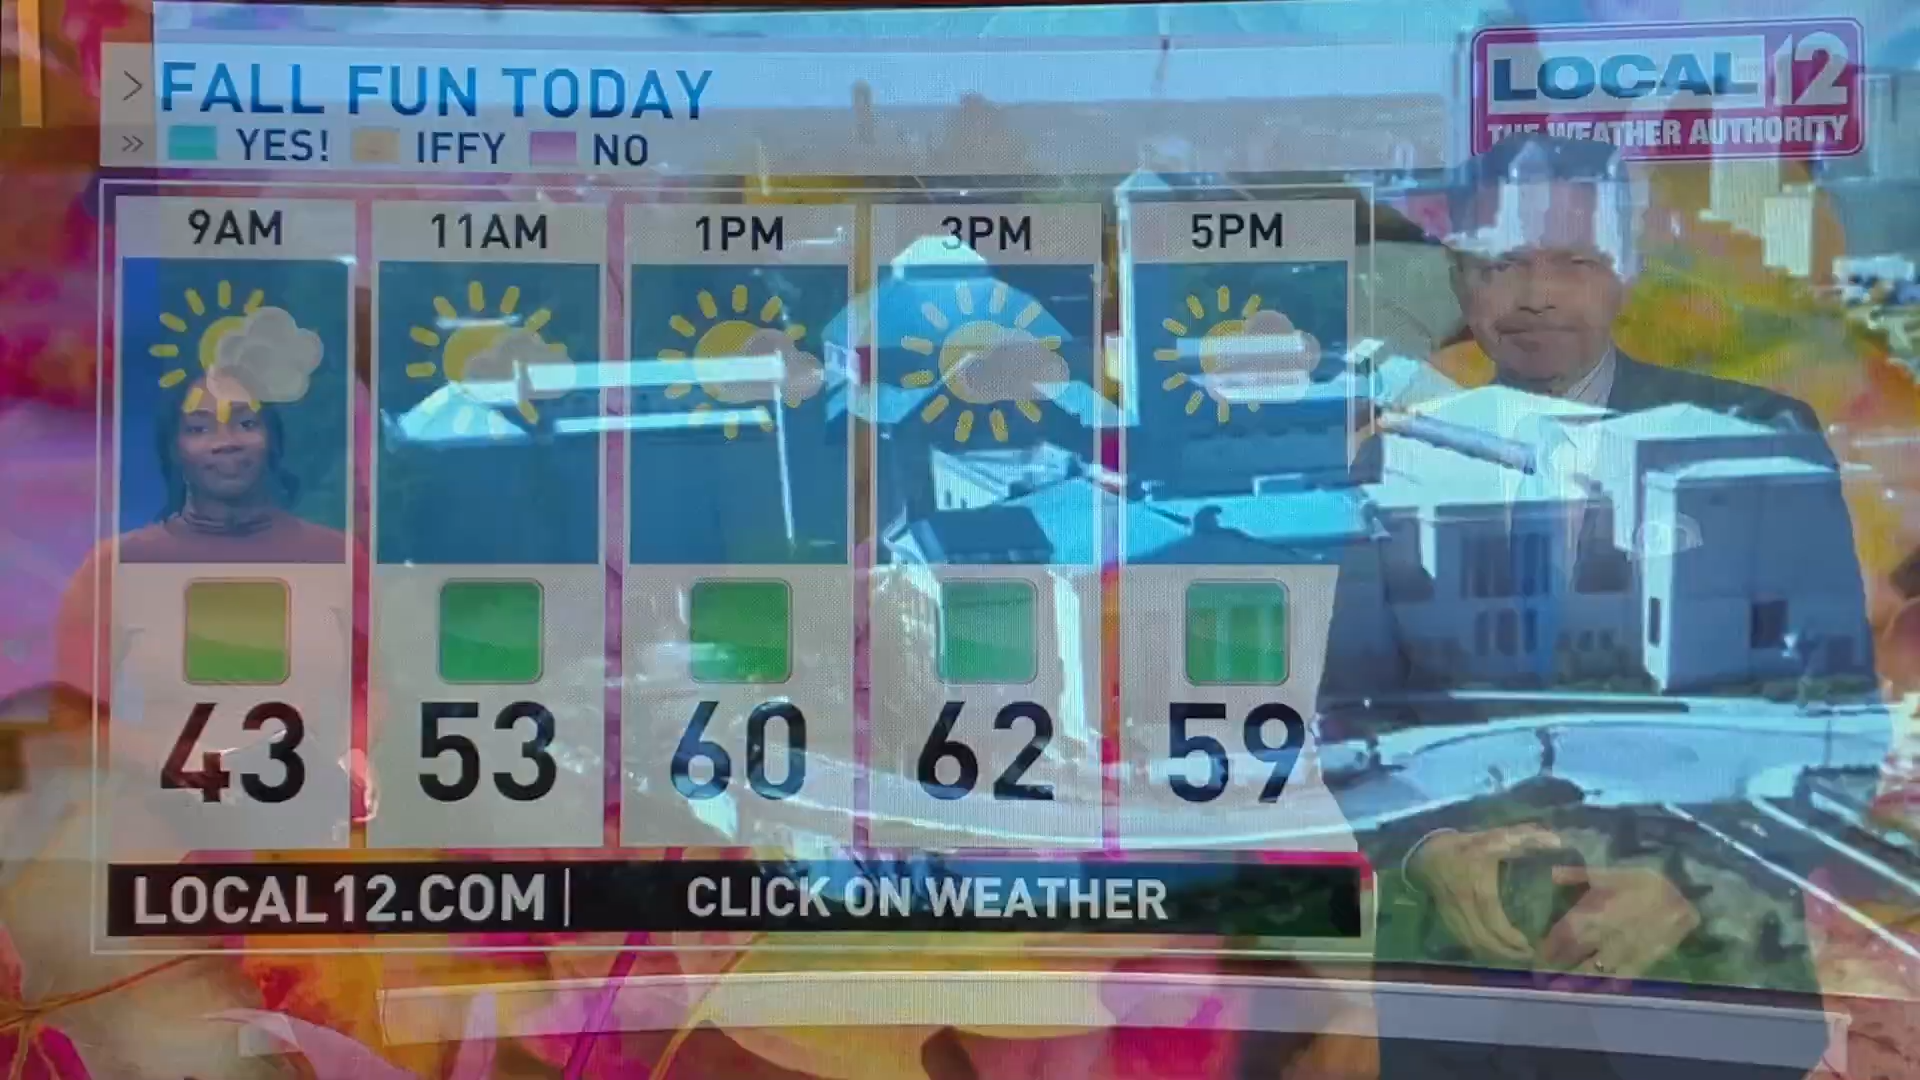 FALL FUN TODAY
YES! IFFY NO
LOCAL 12
THE WEATHER AUTHORITY
9AM 11AM 1PM 3PM 5PM
43 53 60 62 59
LOCAL12.COM| CLICK ON WEATHER